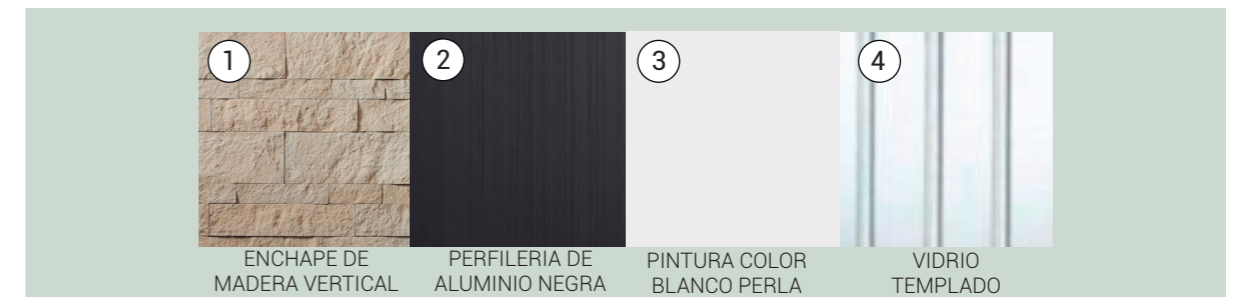 1
2
3
4
ENCHAPE DE
MADERA VERTICAL
PERFILERIA DE
ALUMINIO NEGRA
PINTURA COLOR
BLANCO PERLA
VIDRIO
TEMPLADO